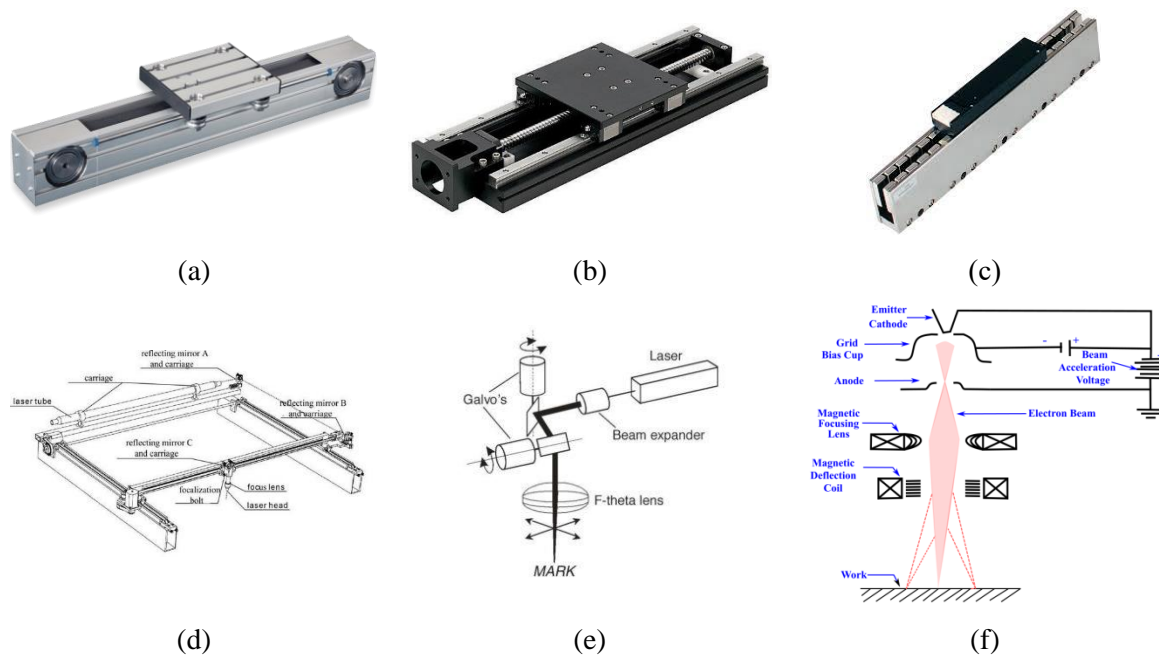 (a)
(b)
(c)
reflecting mirror A
and carriage
carriage
laser tube
reflecting mirror B
and carriage
reflecting mirror C
and carriage
focalization
bolt
focus lens
laser head
(d)
Laser
Galvo's
Beam expander
F-theta lens
MARK
(e)
Emitter
Cathode
Grid
Bias Cup
- +
Beam
Acceleration
Voltage
Anode
Electron Beam
Magnetic
Focusing
Lens
Magnetic
Deflection
Coil
Work
(f)